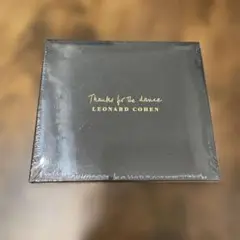 Thanks for the dance
LEONARD COHEN